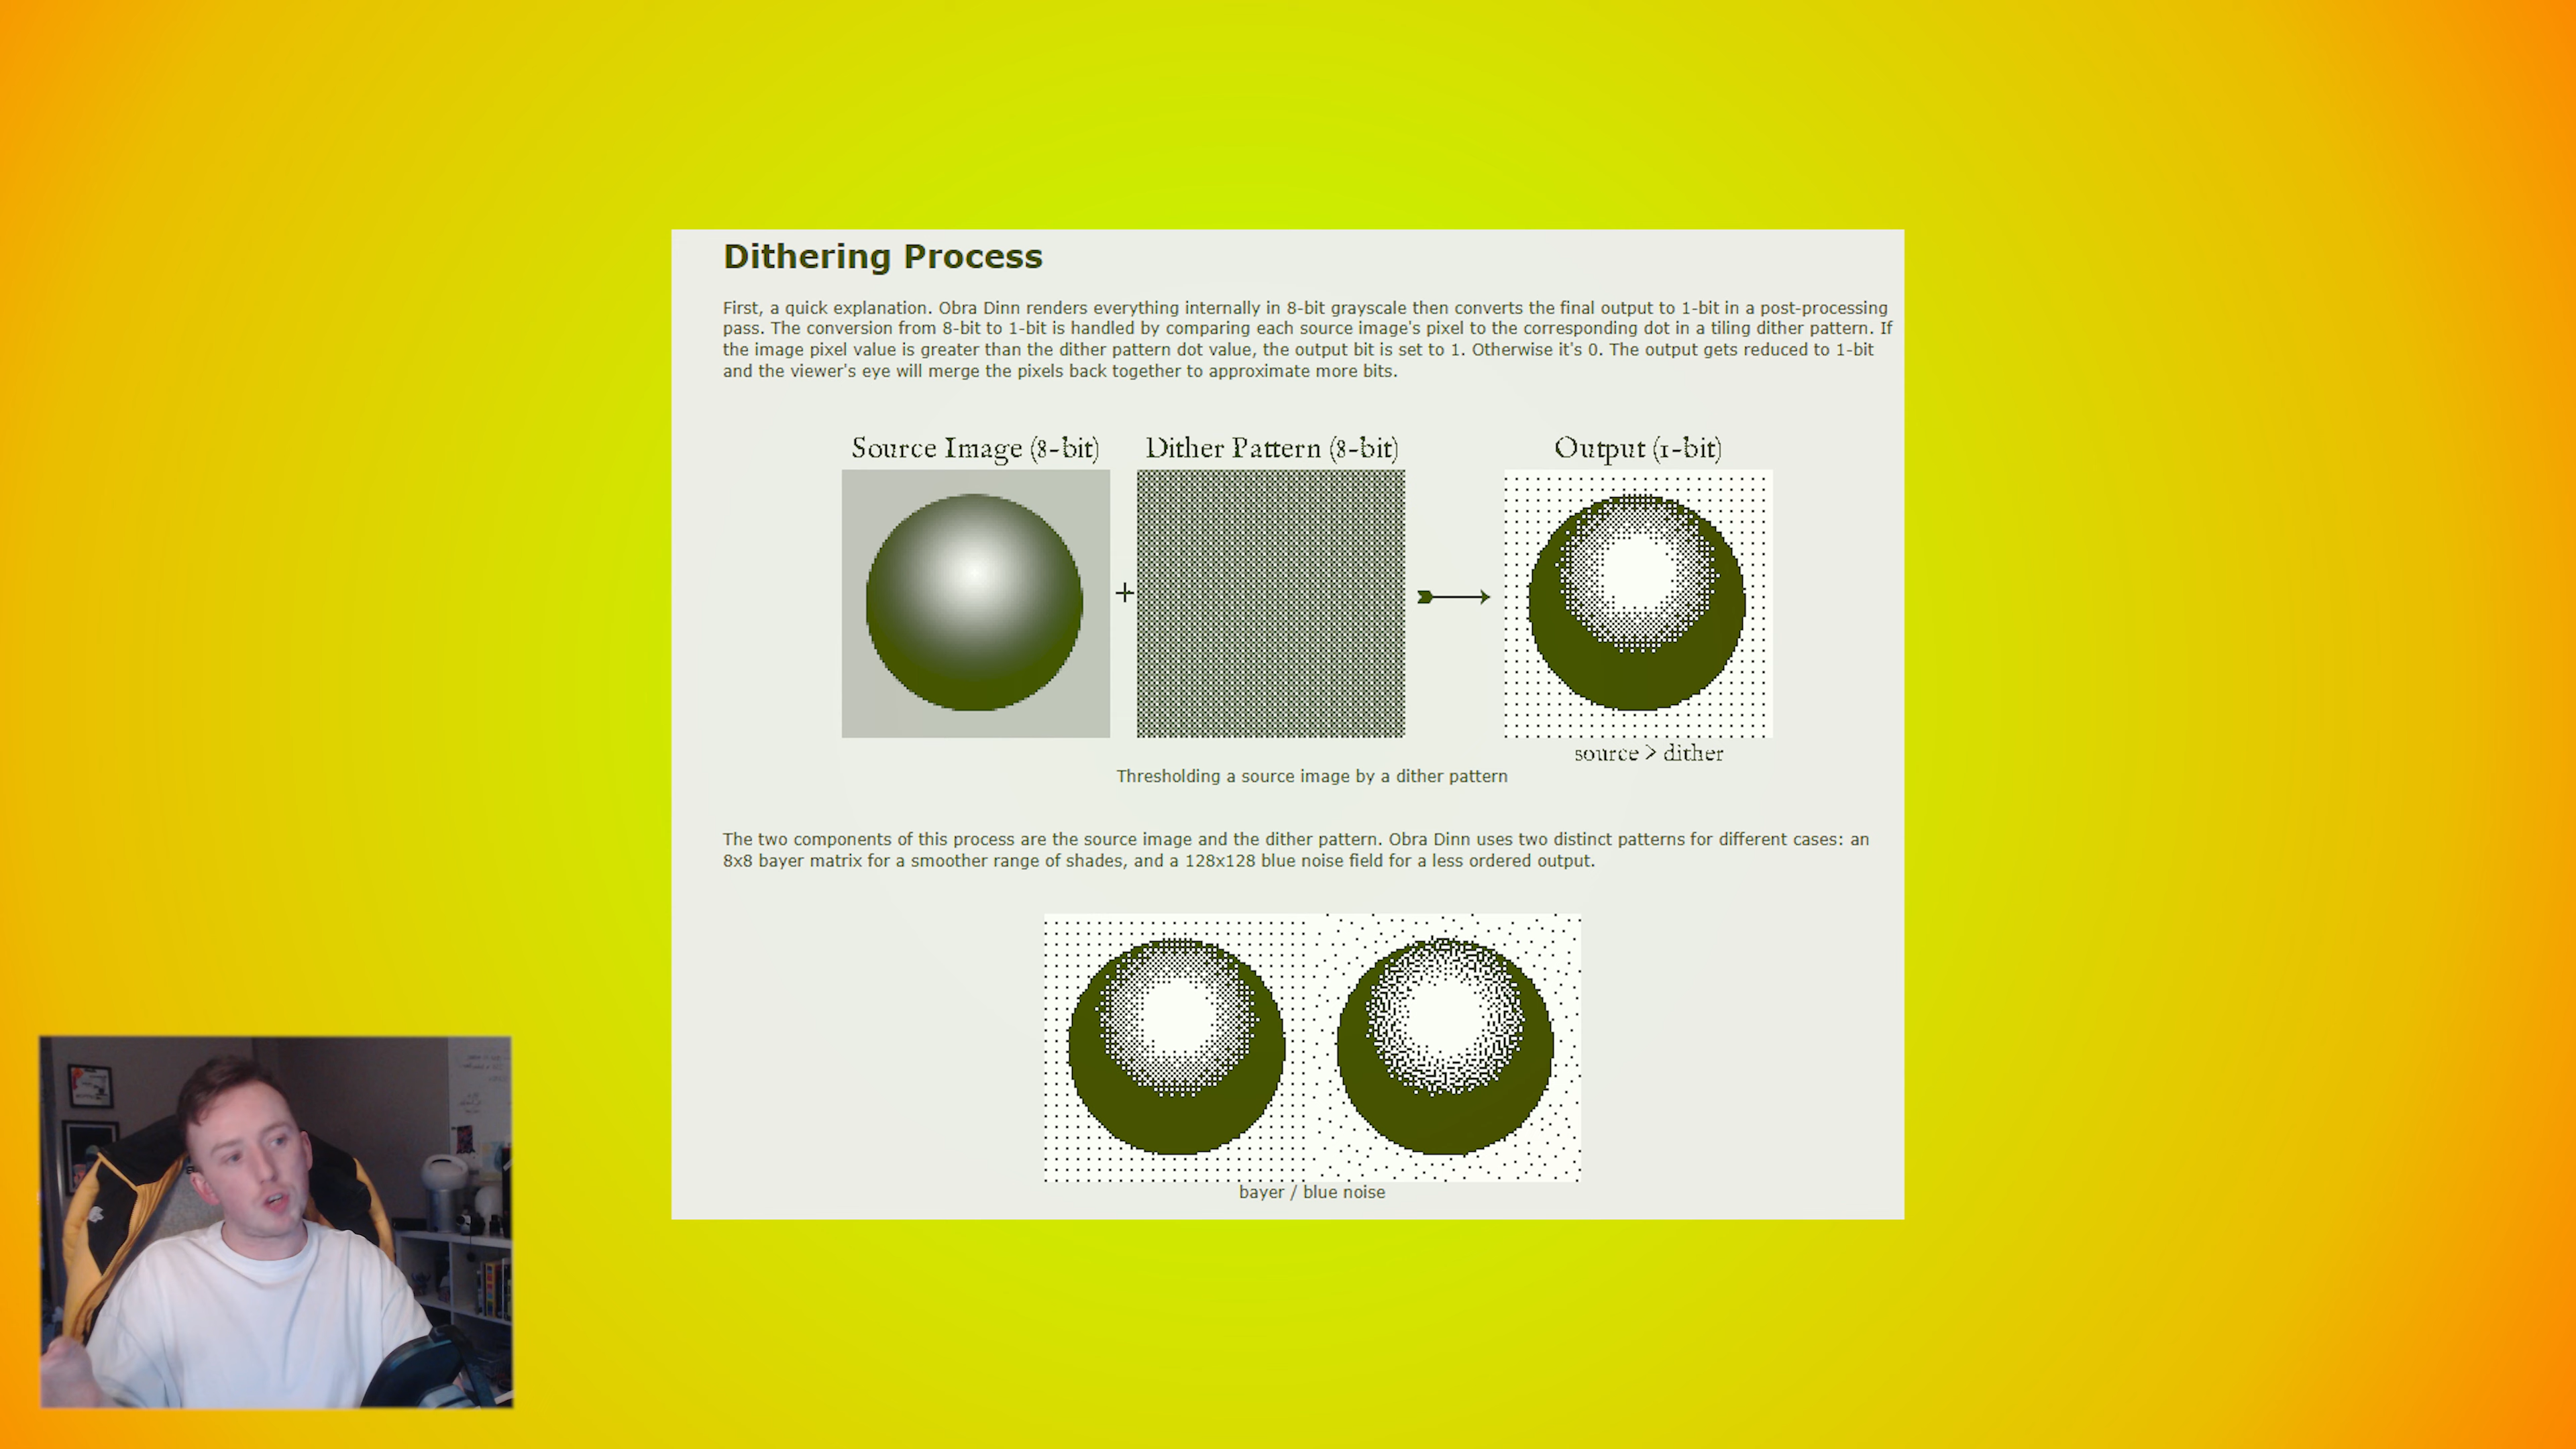 Dithering Process
First, a quick explanation. Obra Dinn renders everything internally in 8-bit grayscale then converts the final output to 1-bit in a post-processing
pass. The conversion from 8-bit to 1-bit is handled by comparing each source image's pixel to the corresponding dot in a tiling dither pattern. If
the image pixel value is greater than the dither pattern dot value, the output bit is set to 1. Otherwise it's 0. The output gets reduced to 1-bit
and the viewer's eye will merge the pixels back together to approximate more bits.
Source Image (8-bit)
Dither Pattern (8-bit)
Output (1-bit)
+
source > dither
Thresholding a source image by a dither pattern
The two components of this process are the source image and the dither pattern. Obra Dinn uses two distinct patterns for different cases: an
8x8 bayer matrix for a smoother range of shades, and a 128x128 blue noise field for a less ordered output.
bayer / blue noise